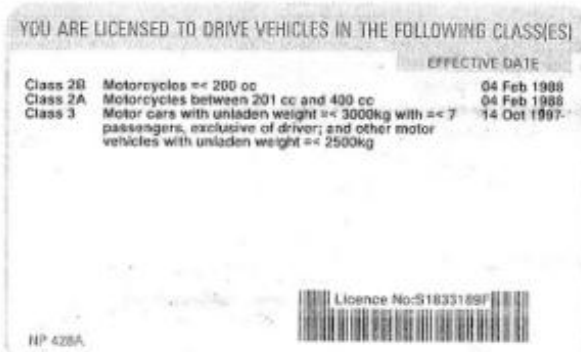 YOU ARE LICENSED TO DRIVE VEHICLES IN THE FOLLOWING CLASS(ES)
EFFECTIVE DATE
Class 2B Motorcycles =< 200 cc 04 Feb 1988
Class 2A Motorcycles between 201 cc and 400 cc 04 Feb 1988
Class 3 Motor cars with unladen weight =< 3000kg with =< 7 14 Oct 1997
passengers, exclusive of driver; and other motor
vehicles with unladen weight =< 2500kg
Licence No:S1833189F
NP 428A